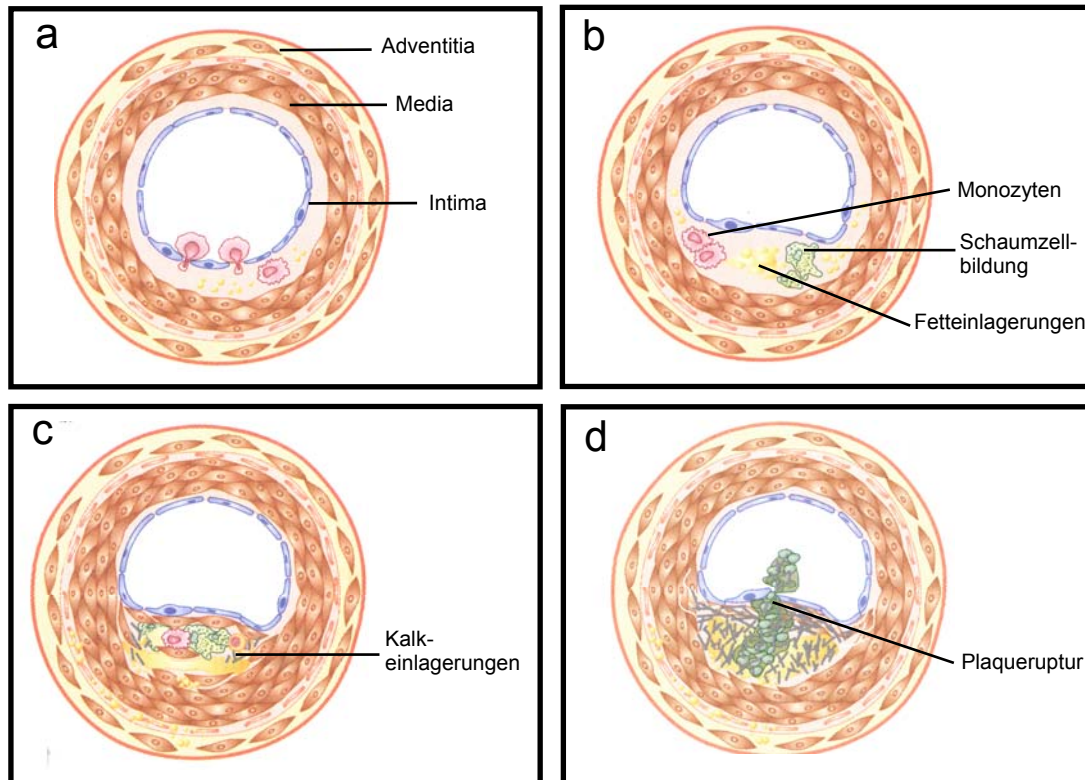 a
Adventitia
Media
Intima
b
Monozyten
Schaumzell-
bildung
Fetteinlagerungen
c
Kalk-
einlagerungen
d
Plaqueruptur